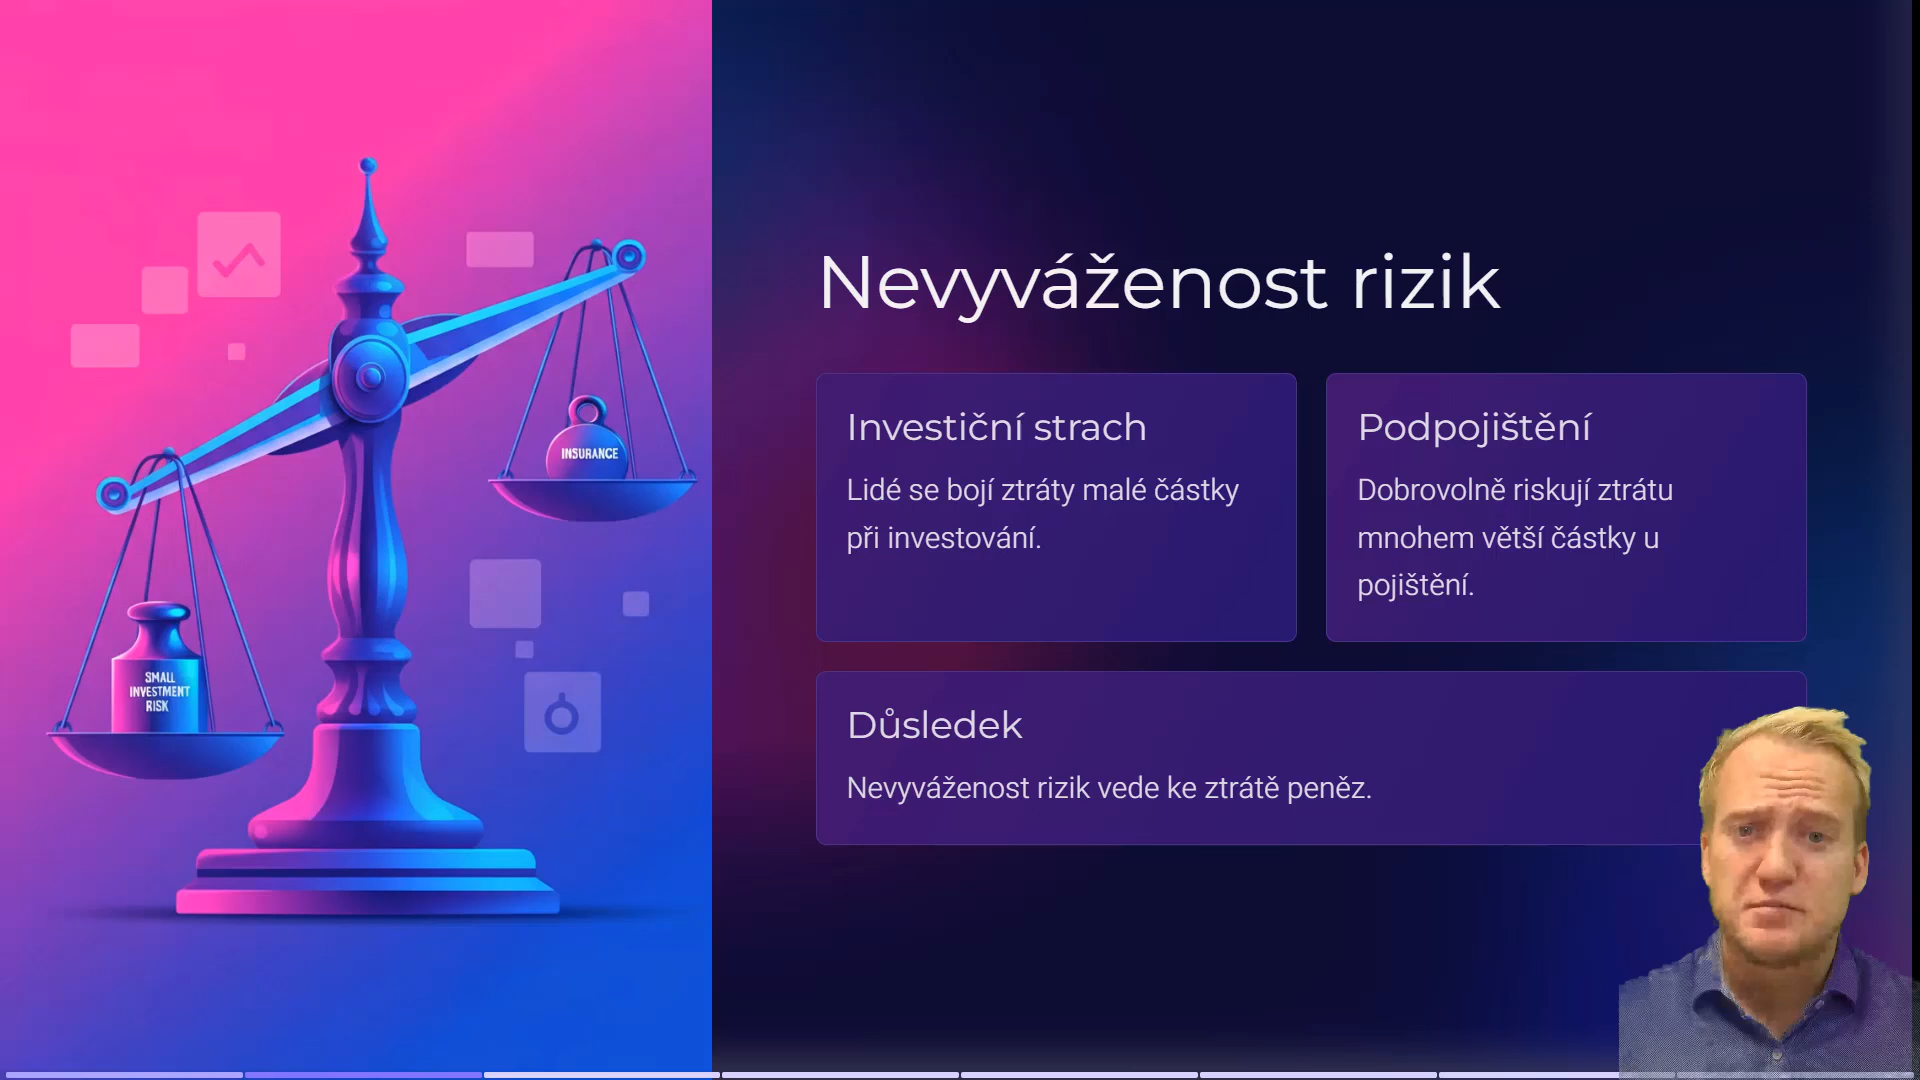 Nevyváženost rizik
Investiční strach
Lidé se bojí ztráty malé částky
při investování.
Podpojištění
Dobrovolně riskují ztrátu
mnohem větší částky u
pojištění.
Důsledek
Nevyváženost rizik vede ke ztrátě peněz.
INSURANCE
SMALL
INVESTMENT
RISK